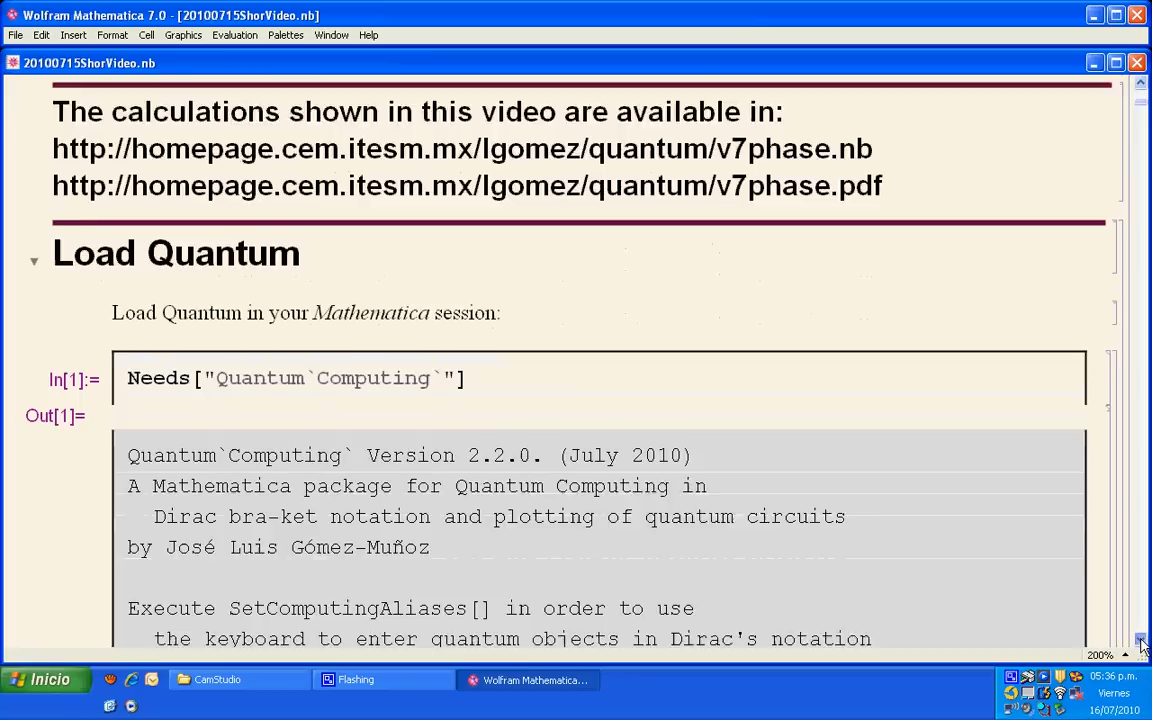 Wolfram Mathematica 7.0 - [20100715ShorVideo.nb]
File Edit Insert Format Cell Graphics Evaluation Palettes Window Help
20100715ShorVideo.nb
The calculations shown in this video are available in:
http://homepage.cem.itesm.mx/lgomez/quantum/v7phase.nb
http://homepage.cem.itesm.mx/lgomez/quantum/v7phase.pdf
Load Quantum
Load Quantum in your Mathematica session:
In[1]:= Needs["Quantum`Computing`"]
Out[1]=
Quantum`Computing` Version 2.2.0. (July 2010)
A Mathematica package for Quantum Computing in
Dirac bra-ket notation and plotting of quantum circuits
by José Luis Gómez-Muñoz
Execute SetComputingAliases[] in order to use
the keyboard to enter quantum objects in Dirac's notation
200%
Inicio CamStudio Flashing Wolfram Mathematica... 05:36 p.m.
Viernes
16/07/2010